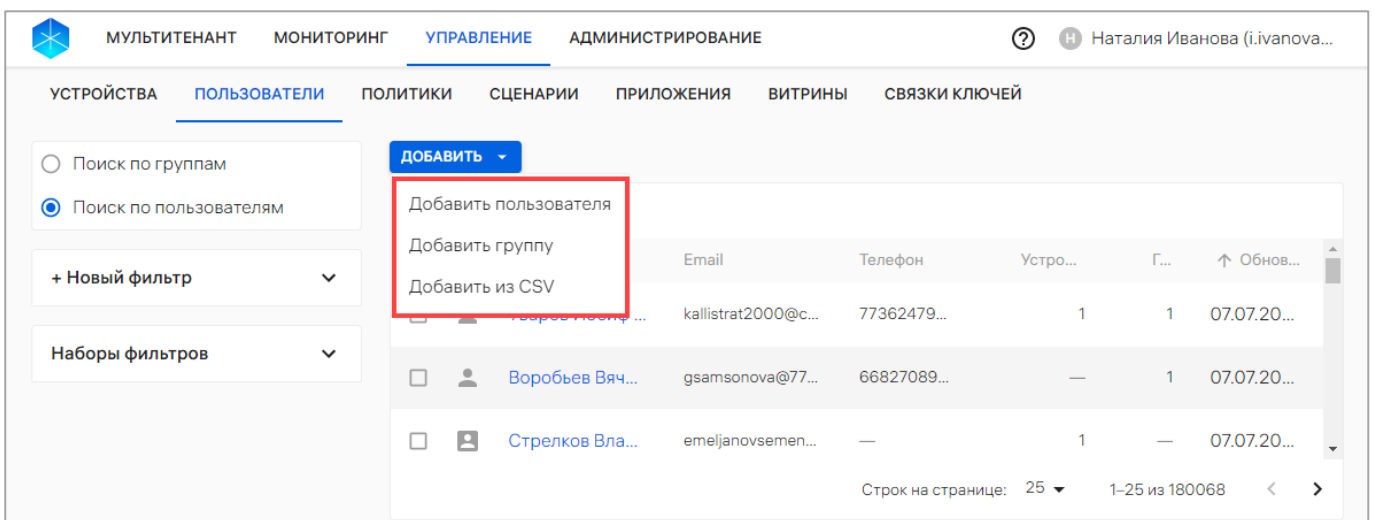 МУЛЬТИТЕНАНТ МОНИТОРИНГ УПРАВЛЕНИЕ АДМИНИСТРИРОВАНИЕ Н Наталия Иванова (i.ivanova...
УСТРОЙСТВА ПОЛЬЗОВАТЕЛИ ПОЛИТИКИ СЦЕНАРИИ ПРИЛОЖЕНИЯ ВИТРИНЫ СВЯЗКИ КЛЮЧЕЙ
Поиск по группам
Поиск по пользователям
+ Новый фильтр
Наборы фильтров
ДОБАВИТЬ
Добавить пользователя
Добавить группу
Добавить из CSV
Email Телефон Устро... Г... ↑ Обнов...
kallistrat2000@c... 77362479... 1 1 07.07.20...
Воробьев Вяч... gsamsonova@77... 66827089... — 1 07.07.20...
Стрелков Вла... emeljanovsemen... — 1 — 07.07.20...
Строк на странице: 25 1–25 из 180068